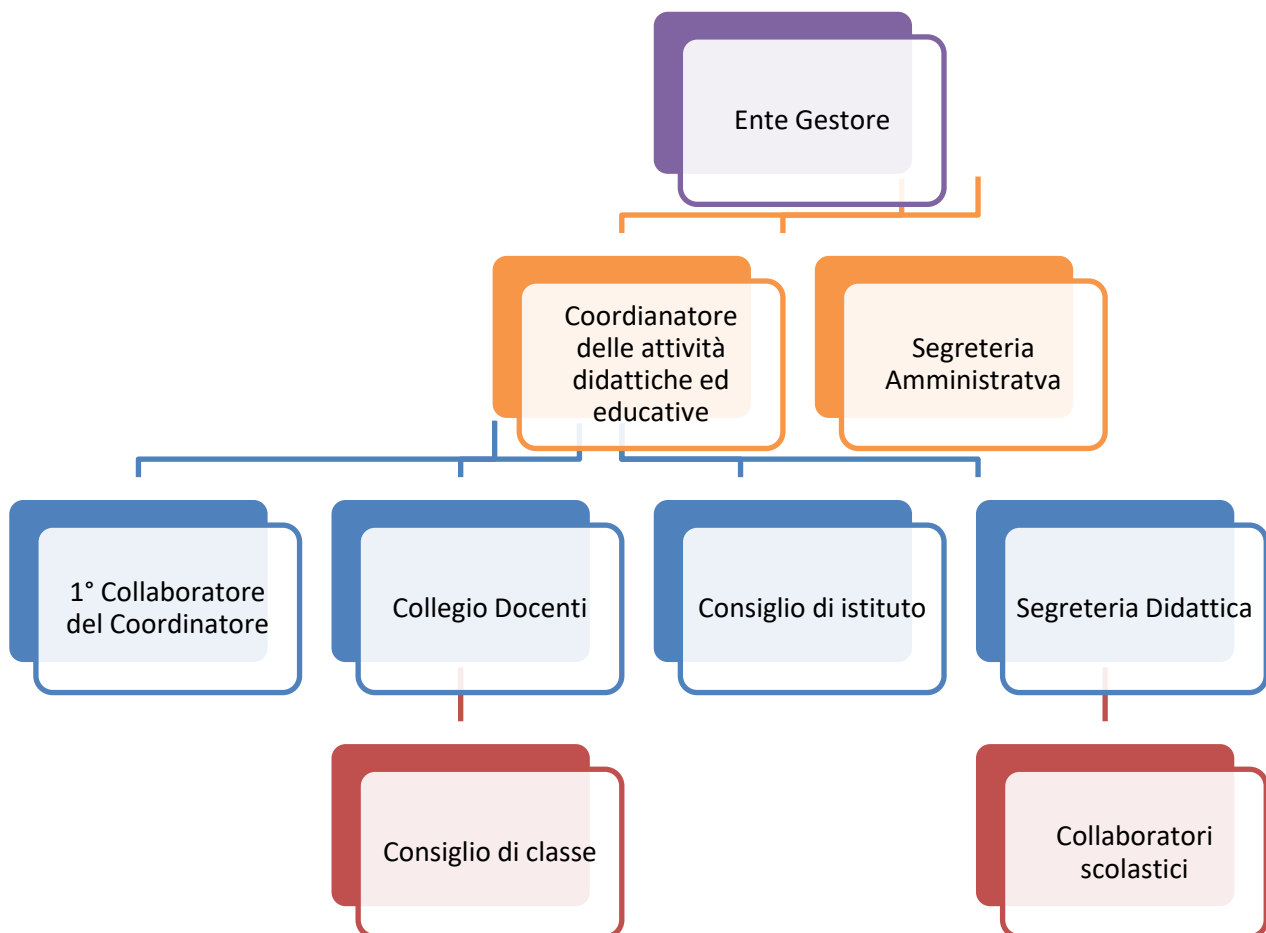 Ente Gestore
Coordianatore
delle attività
didattiche ed
educative
Segreteria
Amministratva
1° Collaboratore
del Coordinatore
Collegio Docenti
Consiglio di istituto
Segreteria Didattica
Consiglio di classe
Collaboratori
scolastici